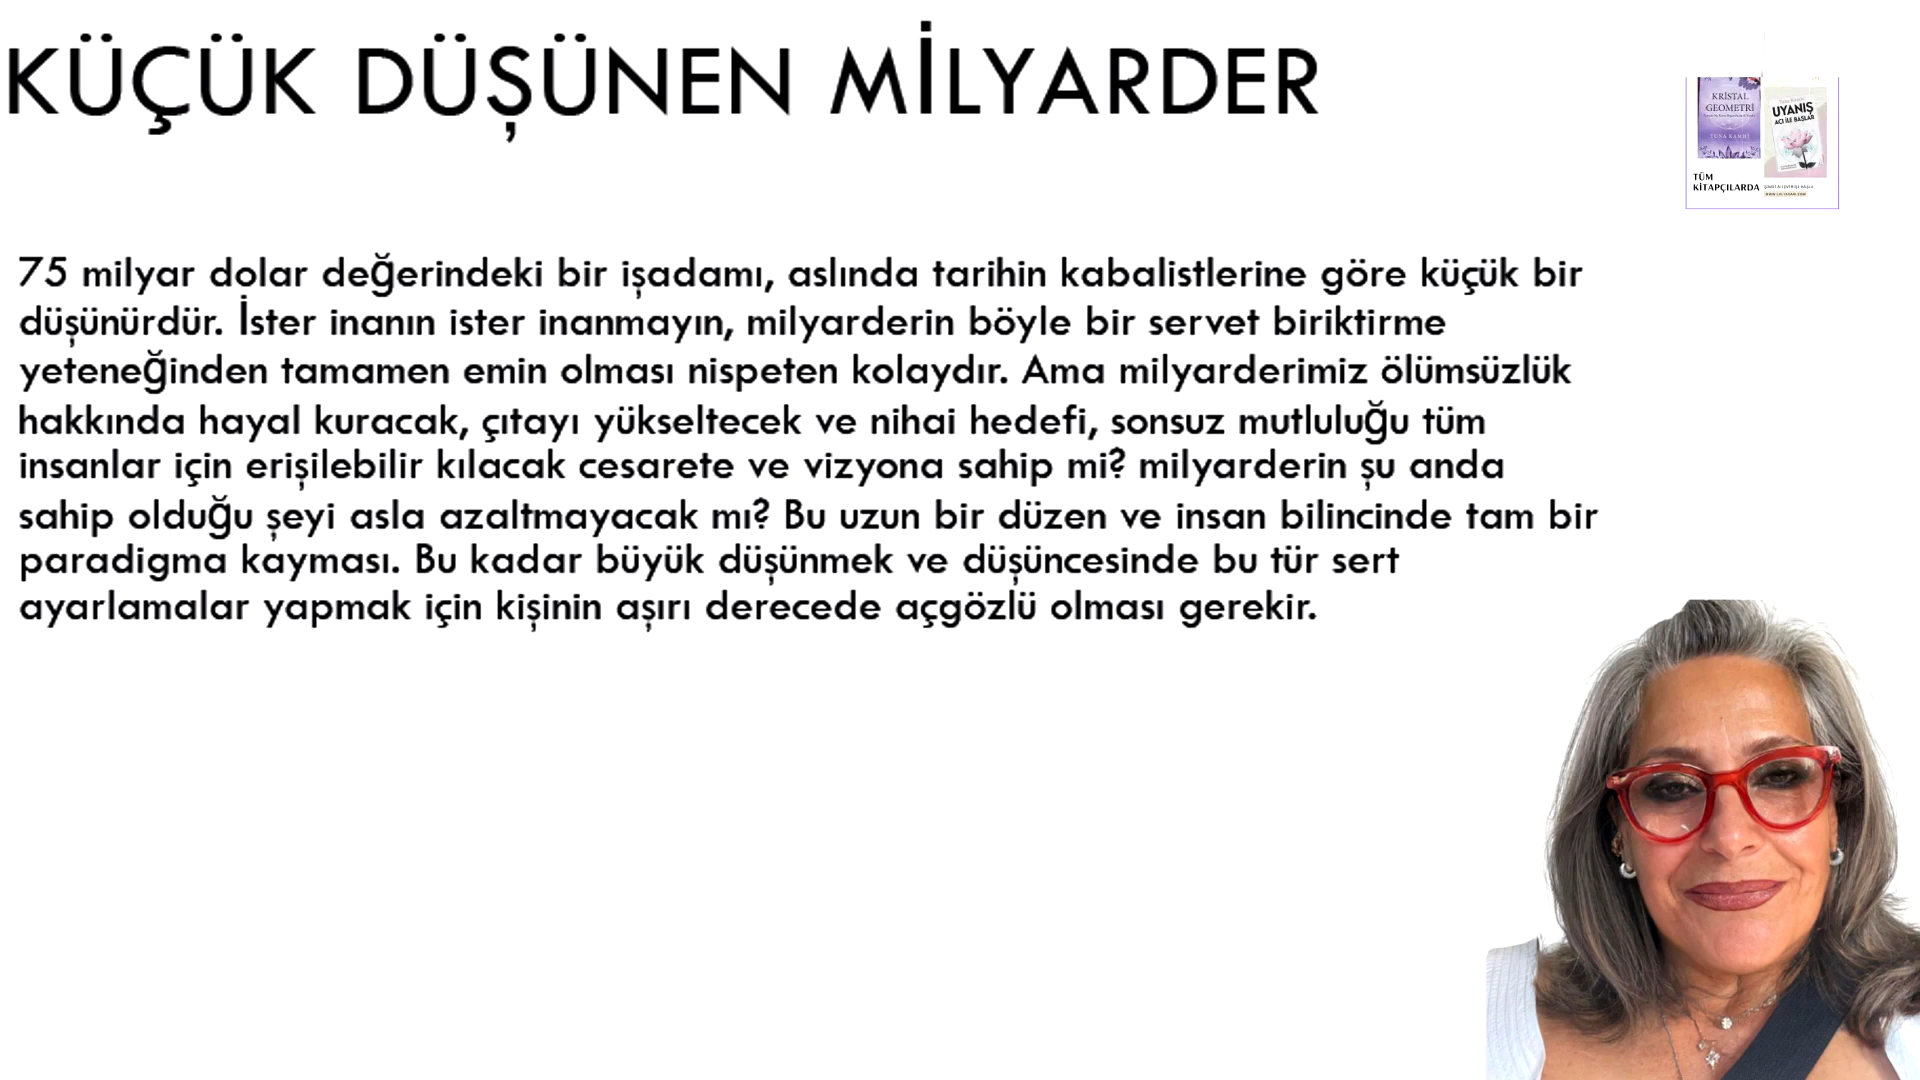 KÜÇÜK DÜŞÜNEN MİLYARDER
KRİSTAL
GEOMETRİ
TUNA KAMHİ
UYANIŞ
ACI İLE BAŞLAR
TÜM
KİTAPÇILARDA
75 milyar dolar değerindeki bir işadamı, aslında tarihin kabalistlerine göre küçük bir
düşünürdür. İster inanın ister inanmayın, milyarderin böyle bir servet biriktirme
yeteneğinden tamamen emin olması nispeten kolaydır. Ama milyarderimiz ölümsüzlük
hakkında hayal kuracak, çıtayı yükseltecek ve nihai hedefi, sonsuz mutluluğu tüm
insanlar için erişilebilir kılacak cesarete ve vizyona sahip mi? milyarderin şu anda
sahip olduğu şeyi asla azaltmayacak mı? Bu uzun bir düzen ve insan bilincinde tam bir
paradigma kayması. Bu kadar büyük düşünmek ve düşüncesinde bu tür sert
ayarlamalar yapmak için kişinin aşırı derecede açgözlü olması gerekir.